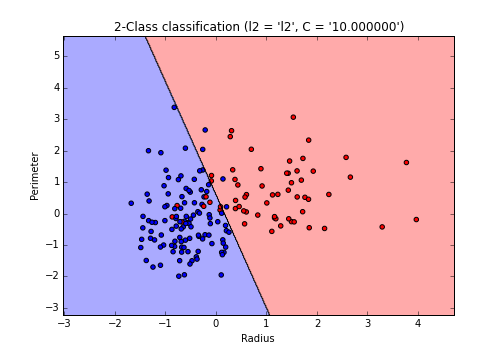 2-Class classification (l2 = 'l2', C = '10.000000')
5
4
3
2
1
0
−1
−2
−3
Perimeter
−3 −2 −1 0 1 2 3 4
Radius